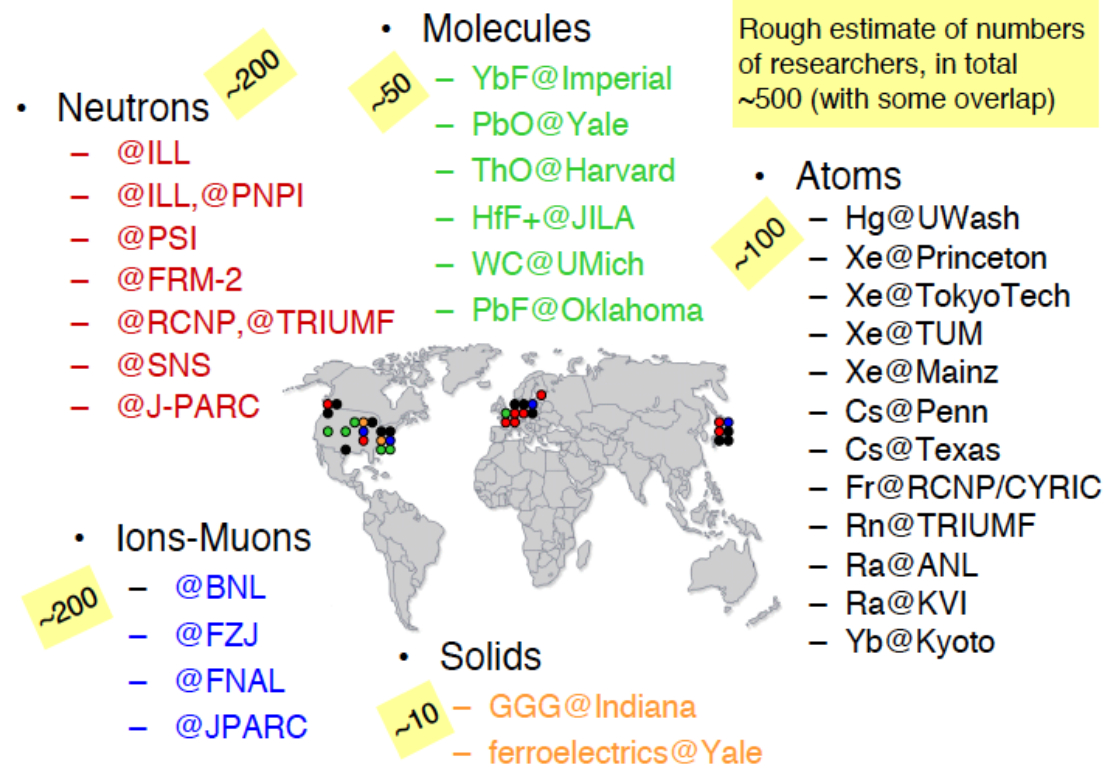 • Neutrons
~200
– @ILL
– @ILL,@PNPI
– @PSI
– @FRM-2
– @RCNP,@TRIUMF
– @SNS
– @J-PARC
• Molecules
~50
– YbF@Imperial
– PbO@Yale
– ThO@Harvard
– HfF+@JILA
– WC@UMich
– PbF@Oklahoma
Rough estimate of numbers
of researchers, in total
~500 (with some overlap)
• Atoms
~100
– Hg@UWash
– Xe@Princeton
– Xe@TokyoTech
– Xe@TUM
– Xe@Mainz
– Cs@Penn
– Cs@Texas
– Fr@RCNP/CYRIC
– Rn@TRIUMF
– Ra@ANL
– Ra@KVI
– Yb@Kyoto
• Ions-Muons
~200
– @BNL
– @FZJ
– @FNAL
– @JPARC
• Solids
~10
– GGG@Indiana
– ferroelectrics@Yale